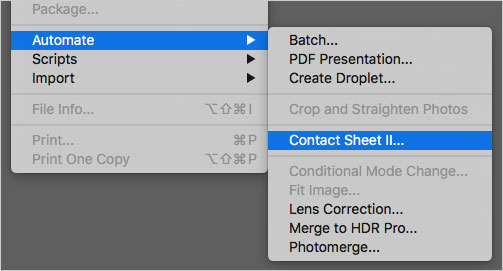 Package...
Automate ▶
Scripts ▶
Import ▶
File Info... ⌥⇧⌘I
Print... ⌘P
Print One Copy ⌥⇧⌘P
Batch...
PDF Presentation...
Create Droplet...
Crop and Straighten Photos
Contact Sheet II...
Conditional Mode Change...
Fit Image...
Lens Correction...
Merge to HDR Pro...
Photomerge...